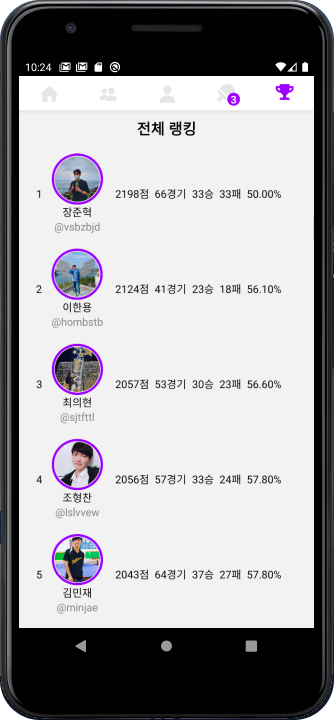 10:24
3
전체 랭킹
1 2198점 66경기 33승 33패 50.00%
장준혁
@vsbzbjd
2 2124점 41경기 23승 18패 56.10%
이한용
@hombstb
3 2057점 53경기 30승 23패 56.60%
최의현
@sjtfttl
4 2056점 57경기 33승 24패 57.80%
조형찬
@lslvvew
5 2043점 64경기 37승 27패 57.80%
김민재
@minjae